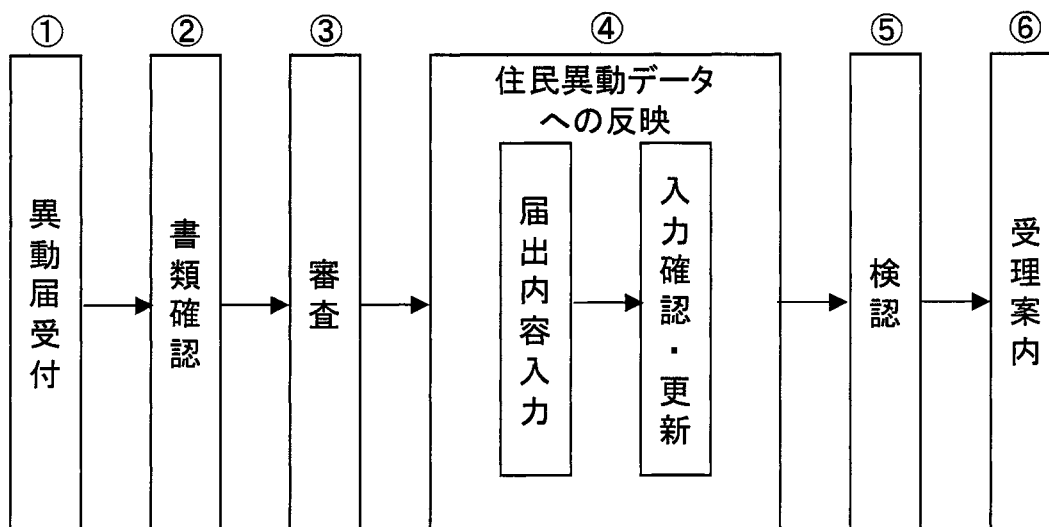 ①
異動届受付
②
書類確認
③
審査
④
住民異動データ
への反映
届出内容入力
入力確認・更新
⑤
検認
⑥
受理案内